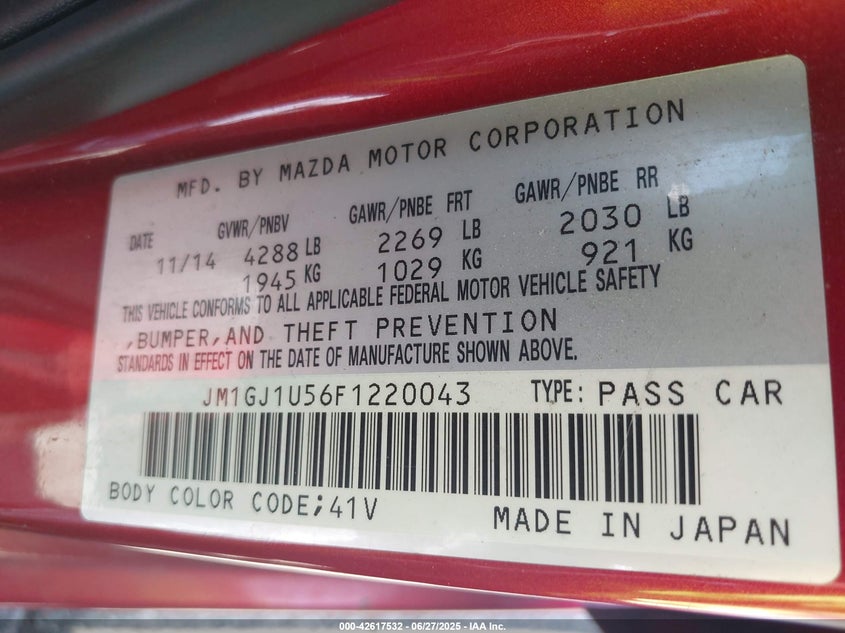 MFD. BY MAZDA MOTOR CORPORATION
DATE GVWR/PNBV GAWR/PNBE FRT GAWR/PNBE RR
11/14 4288 LB 2269 LB 2030 LB
1945 KG 1029 KG 921 KG
THIS VEHICLE CONFORMS TO ALL APPLICABLE FEDERAL MOTOR VEHICLE SAFETY
,BUMPER,AND THEFT PREVENTION
STANDARDS IN EFFECT ON THE DATE OF MANUFACTURE SHOWN ABOVE.
JM1GJ1U56F1220043 TYPE: PASS CAR
BODY COLOR CODE;41V
MADE IN JAPAN
000-42617532 - 06/27/2025 - IAA Inc.